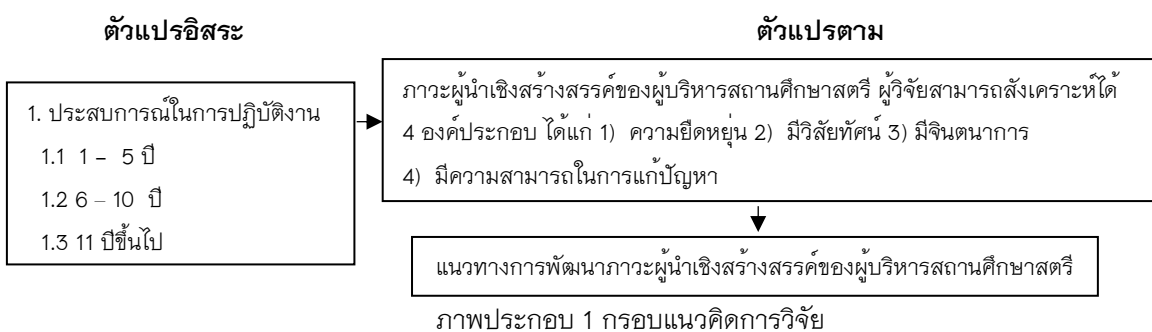 ตัวแปรอิสระ
ตัวแปรตาม
1. ประสบการณ์ในการปฏิบัติงาน
1.1 1 – 5 ปี
1.2 6 – 10 ปี
1.3 11 ปีขึ้นไป
ภาวะผู้นำเชิงสร้างสรรค์ของผู้บริหารสถานศึกษาสตรี ผู้วิจัยสามารถสังเคราะห์ได้
4 องค์ประกอบ ได้แก่ 1) ความยืดหยุ่น 2) มีวิสัยทัศน์ 3) มีจินตนาการ
4) มีความสามารถในการแก้ปัญหา
แนวทางการพัฒนาภาวะผู้นำเชิงสร้างสรรค์ของผู้บริหารสถานศึกษาสตรี
ภาพประกอบ 1 กรอบแนวคิดการวิจัย